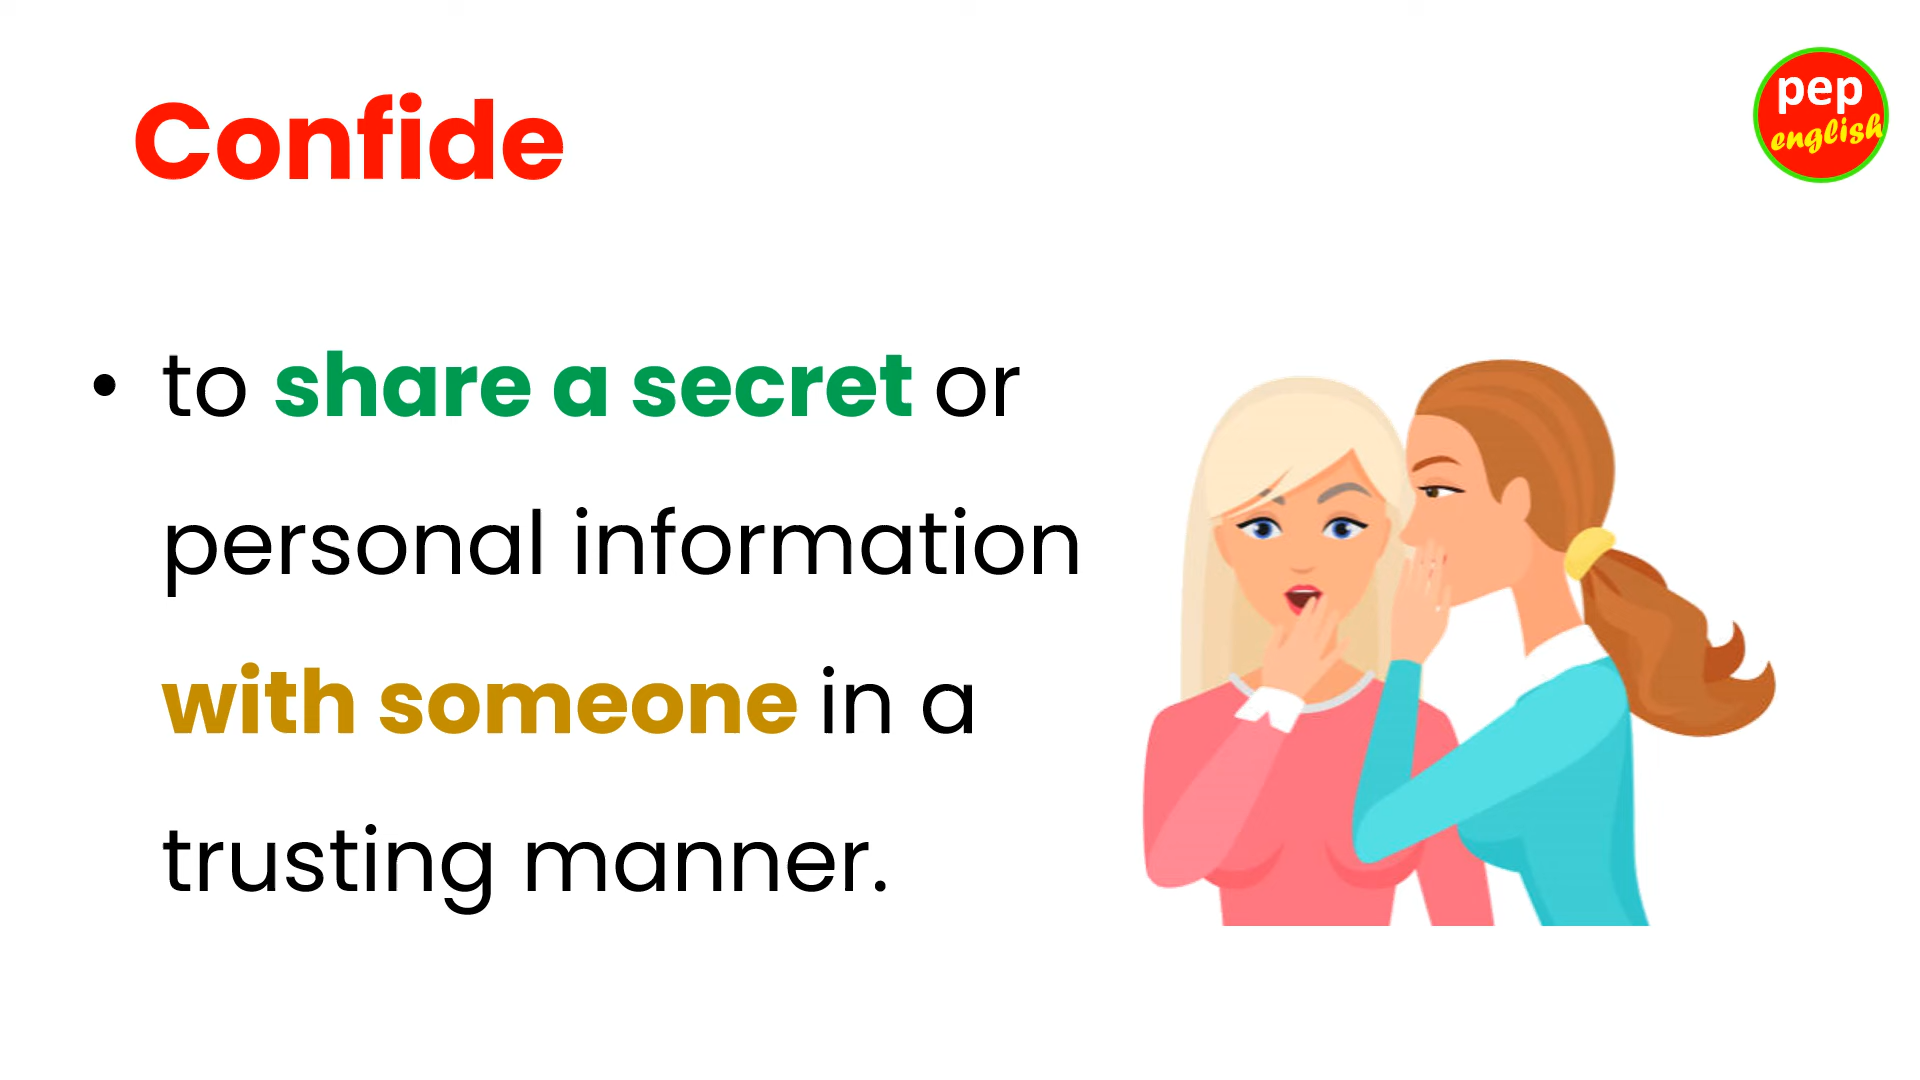 Confide
pep
english
• to share a secret or
personal information
with someone in a
trusting manner.